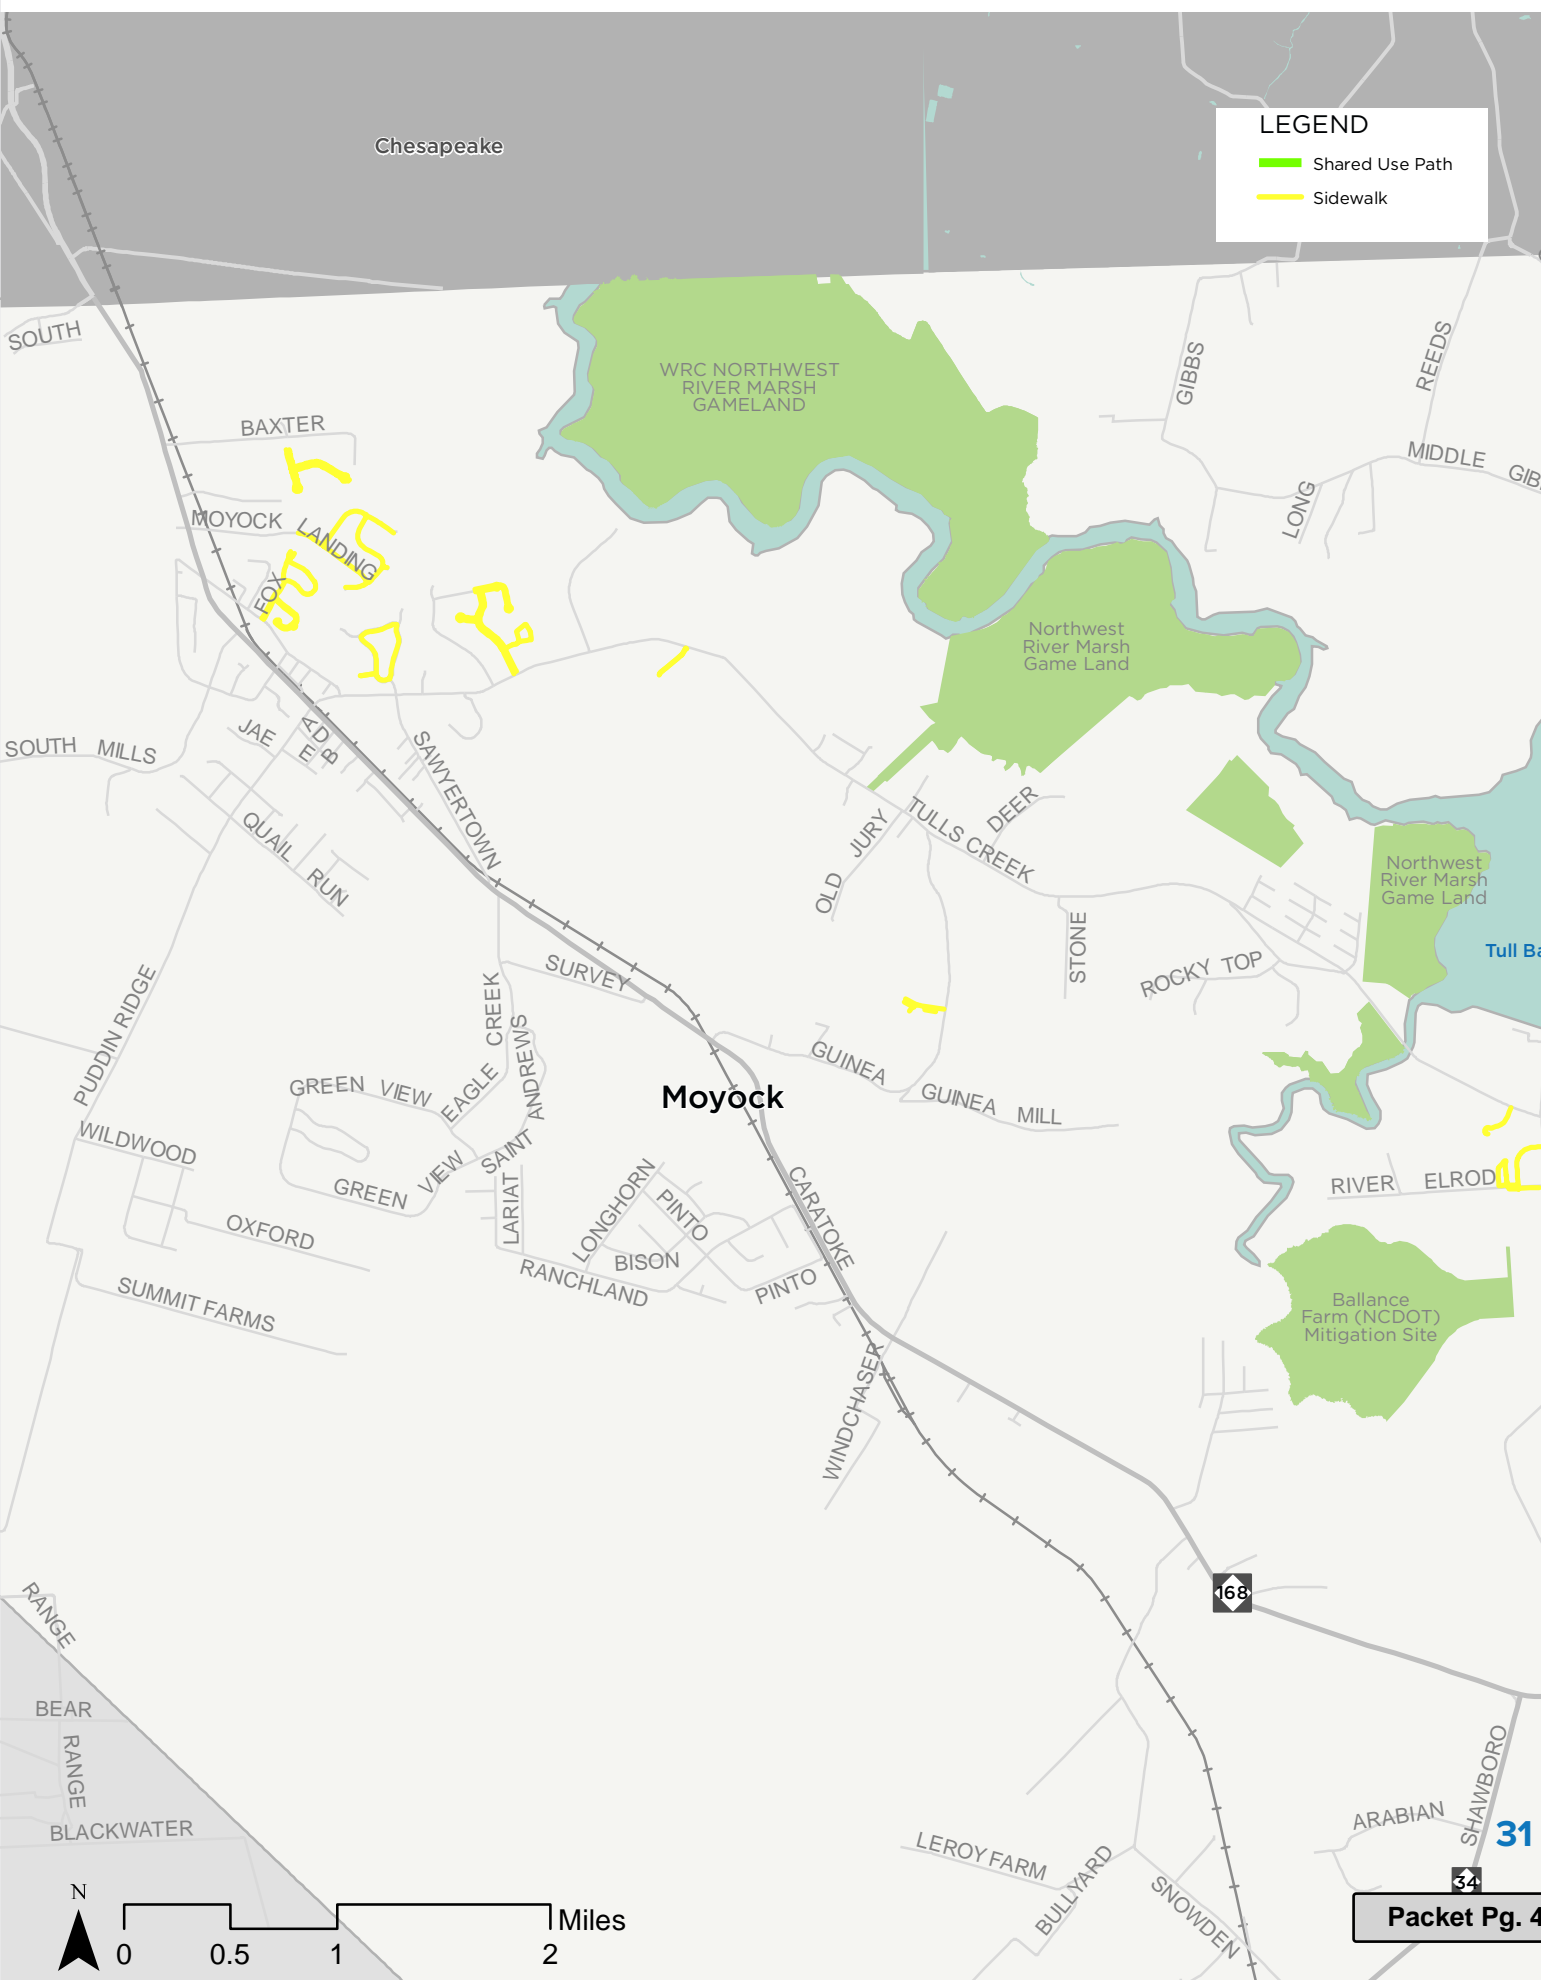 Chesapeake
LEGEND
Shared Use Path
Sidewalk
SOUTH
WRC NORTHWEST
RIVER MARSH
GAMELAND
GIBBS
REEDS
BAXTER
MIDDLE
LONG
MOYOCK LANDING
FOX
Northwest
River Marsh
Game Land
SOUTH MILLS
JAE
SAWYERTOWN
QUAIL RUN
OLD JURY
TULLS CREEK
DEER
Northwest
River Marsh
Game Land
STONE
ROCKY TOP
Tull
SURVEY
PUDDIN RIDGE
EAGLE CREEK
SAINT ANDREWS
GREEN VIEW
GUINEA
GUINEA MILL
Moyock
WILDWOOD
GREEN VIEW
LARIAT
LONGHORN
PINTO
CARATOKE
RIVER
ELROD
OXFORD
RANCHLAND
BISON
PINTO
SUMMIT FARMS
Ballance
Farm (NCDOT)
Mitigation Site
WINDCHASER
168
RANGE
BEAR
RANGE
BLACKWATER
SHAWBORO
ARABIAN
31
LEROY FARM
BULLYARD
SNOWDEN
34
Packet Pg. 4
N
Miles
0 0.5 1 2